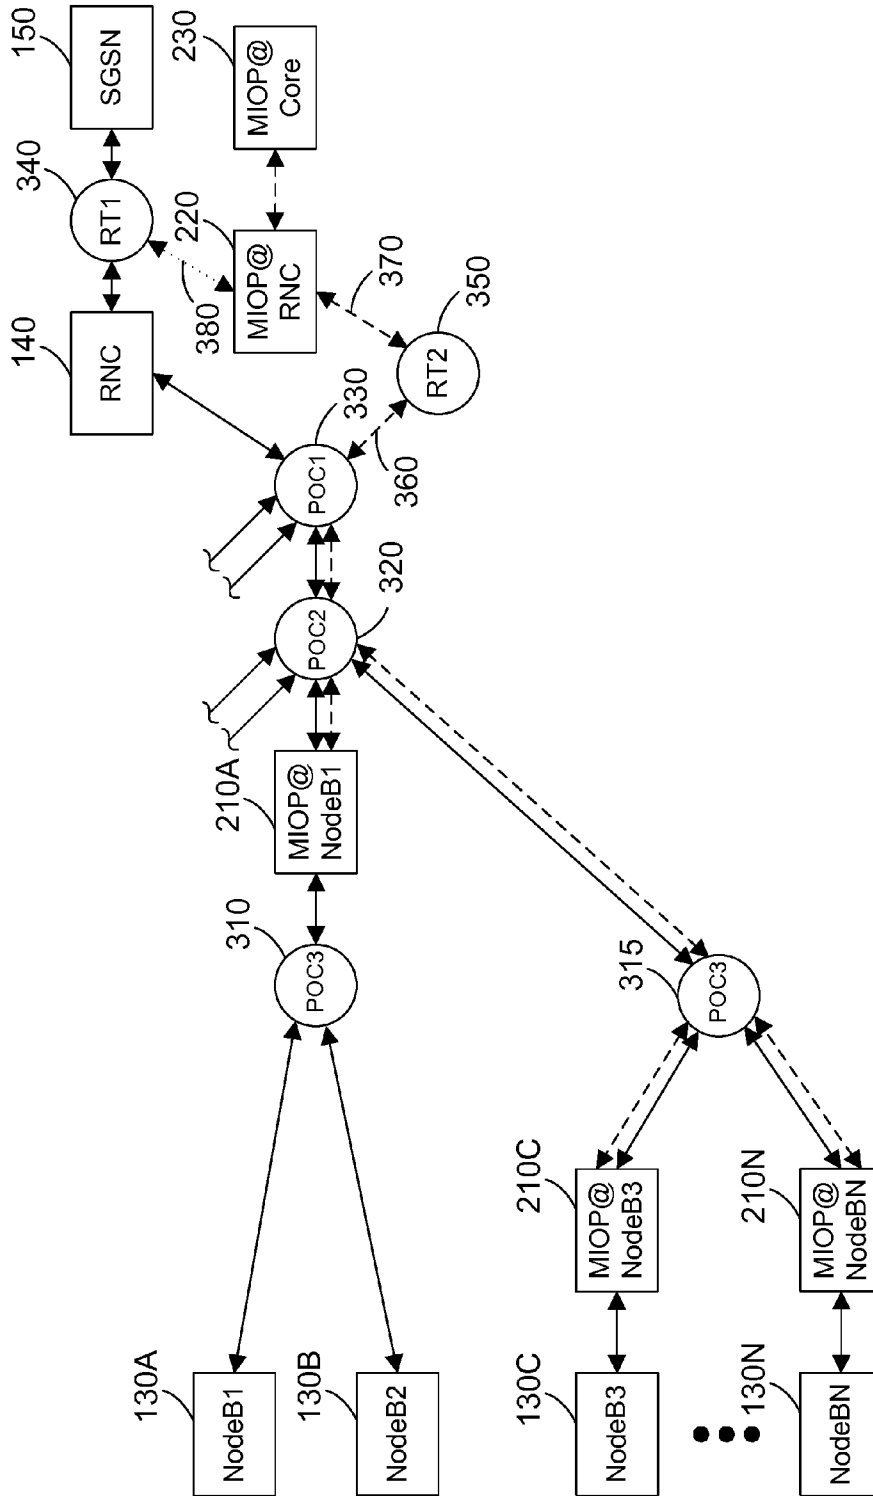 150
SGSN
230
MIOP@
Core
340
RT1
220
MIOP@
RNC
380
370
350
RT2
140
RNC
330
POC1
360
320
POC2
210A
MIOP@
NodeB1
310
POC3
315
POC3
210C
MIOP@
NodeB3
210N
MIOP@
NodeBN
130A
NodeB1
130B
NodeB2
130C
NodeB3
130N
NodeBN